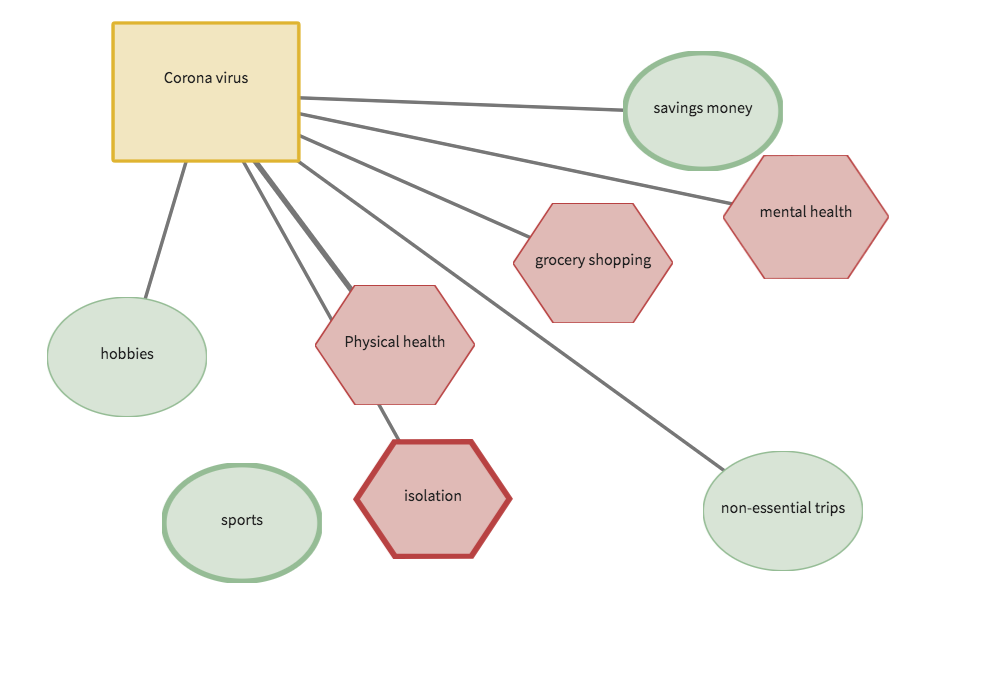 Corona virus
savings money
mental health
grocery shopping
Physical health
hobbies
isolation
non-essential trips
sports